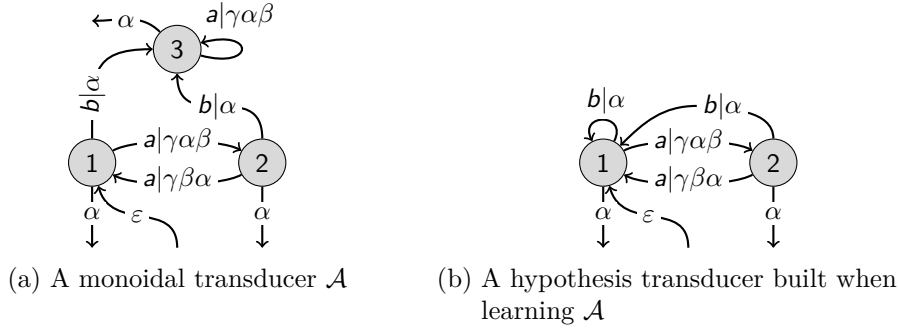 α
a|γαβ
3
b|α
b|α
a|γαβ
1
2
a|γβα
α
ε
α
(a) A monoidal transducer 𝒜
b|α
b|α
a|γαβ
1
2
a|γβα
α
ε
α
(b) A hypothesis transducer built when
learning 𝒜